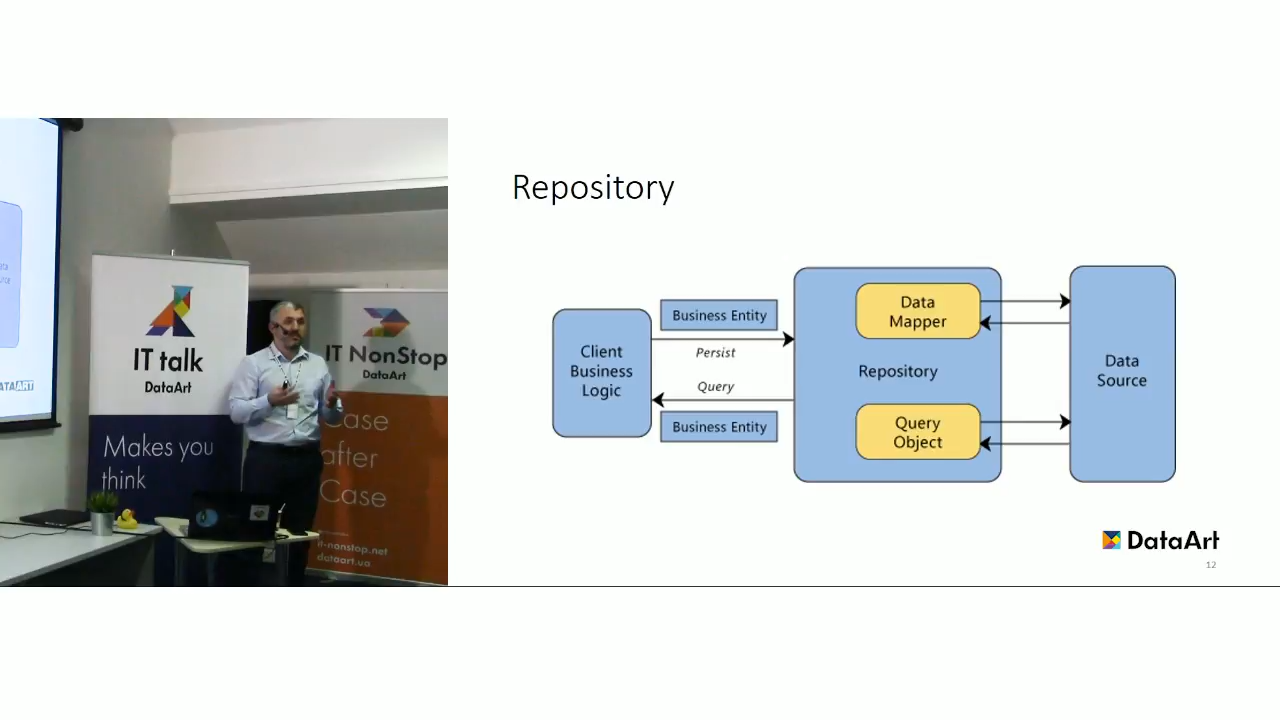 IT talk
DataArt
Makes you
think
IT NonStop
DataArt
Case
after
Case
it-nonstop.net
dataart.ua
Repository
Client
Business
Logic
Business Entity
Persist
Query
Business Entity
Data
Mapper
Repository
Query
Object
Data
Source
DataArt
12